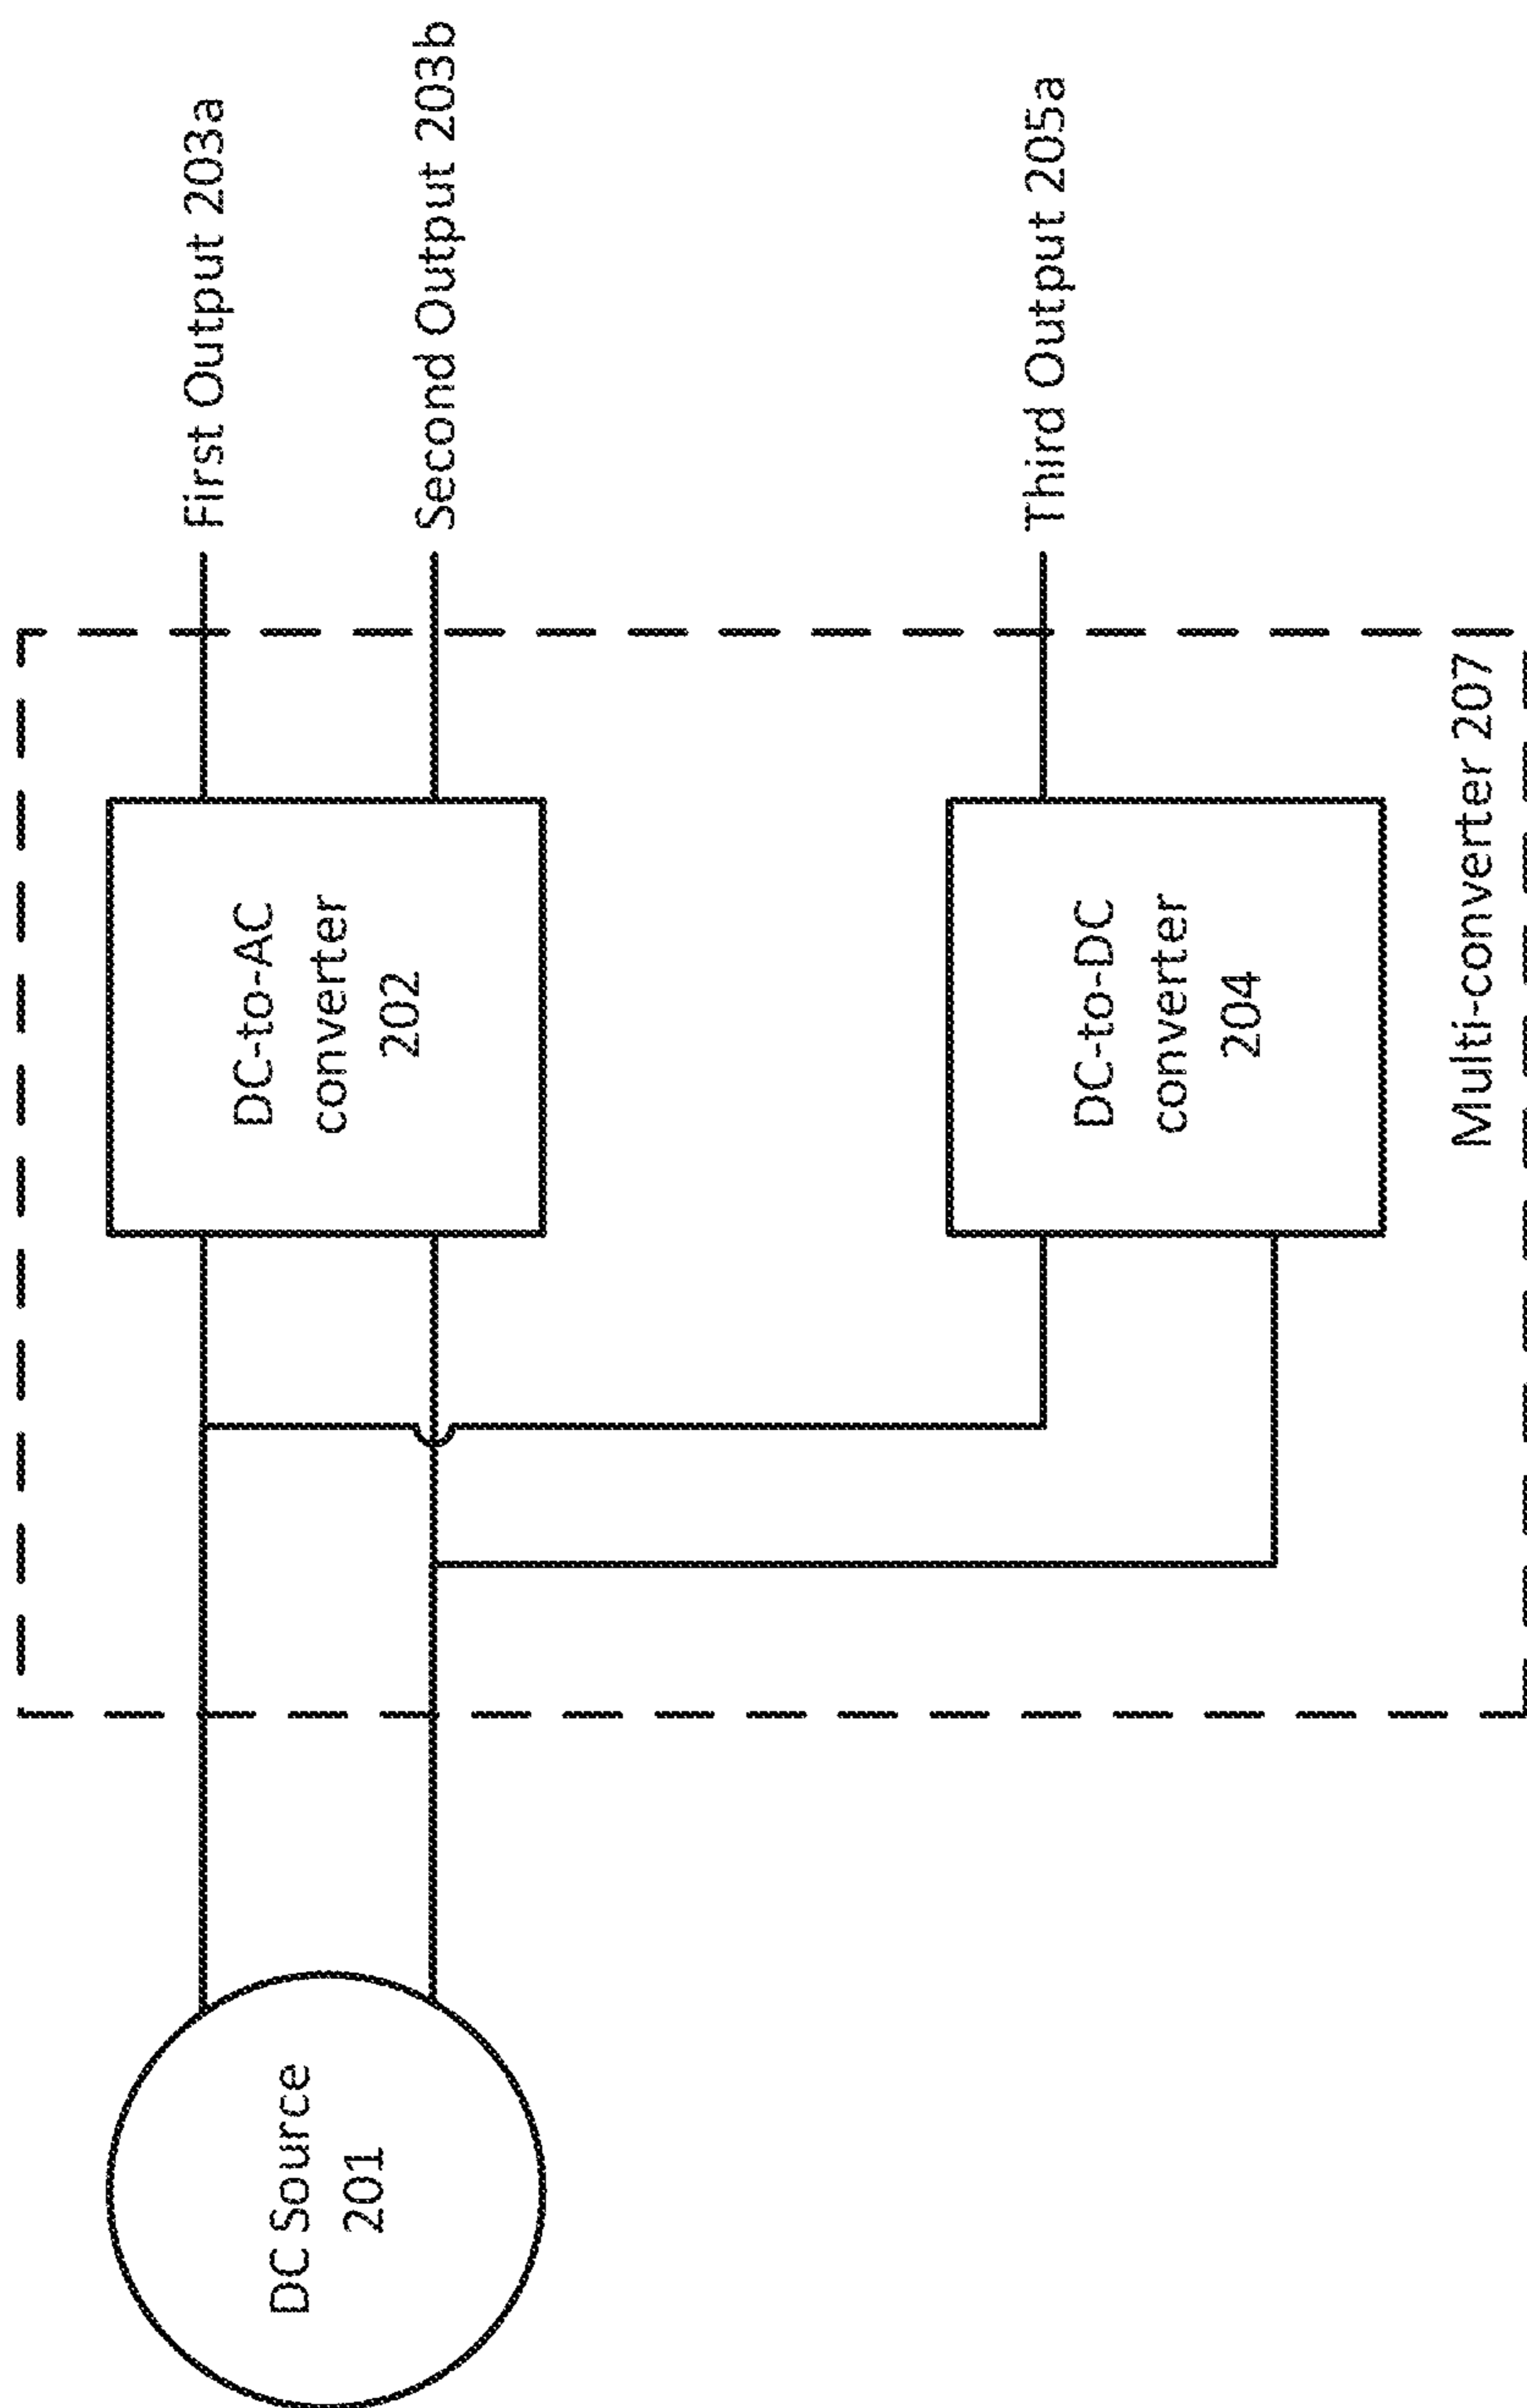 First Output 203a
Second Output 203b
Third Output 205a
DC-to-AC
converter
202
DC-to-DC
converter
204
Multi-converter 207
DC Source
201